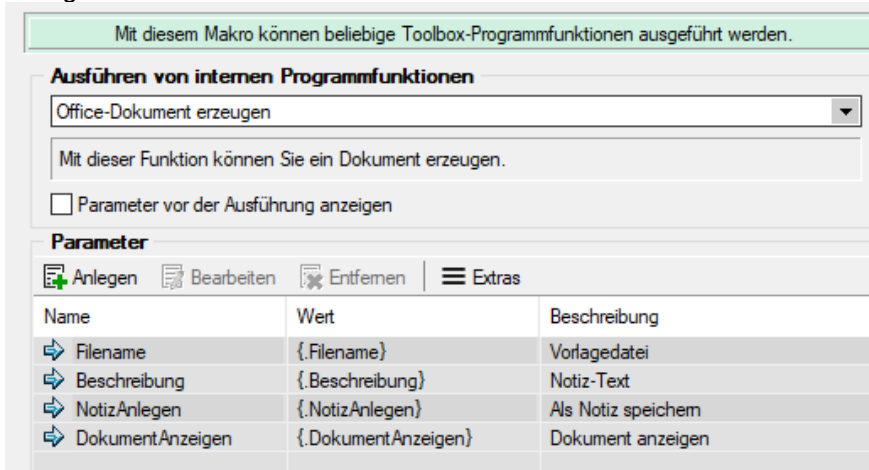 Mit diesem Makro können beliebige Toolbox-Programmfunktionen ausgeführt werden.
Ausführen von internen Programmfunktionen
Office-Dokument erzeugen
Mit dieser Funktion können Sie ein Dokument erzeugen.
Parameter vor der Ausführung anzeigen
Parameter
Anlegen Bearbeiten Entfernen Extras
Name Wert Beschreibung
Filename {.Filename} Vorlagedatei
Beschreibung {.Beschreibung} Notiz-Text
NotizAnlegen {.NotizAnlegen} Als Notiz speichern
DokumentAnzeigen {.DokumentAnzeigen} Dokument anzeigen